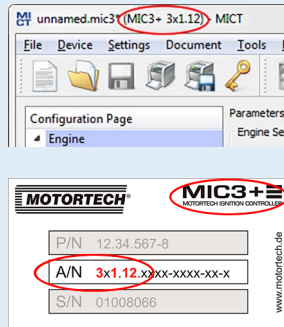 unnamed.mic3* (MIC3+ 3x1.12) - MICT
File Device Settings Document Tools
Configuration Page
Parameters
Engine
Engine Se
MOTORTECH®
MIC3+
MOTORTECH IGNITION CONTROLLER
P/N 12.34.567-8
A/N 3x1.12.xxxx-xxxx-xx-x
S/N 01008066
www.motortech.de